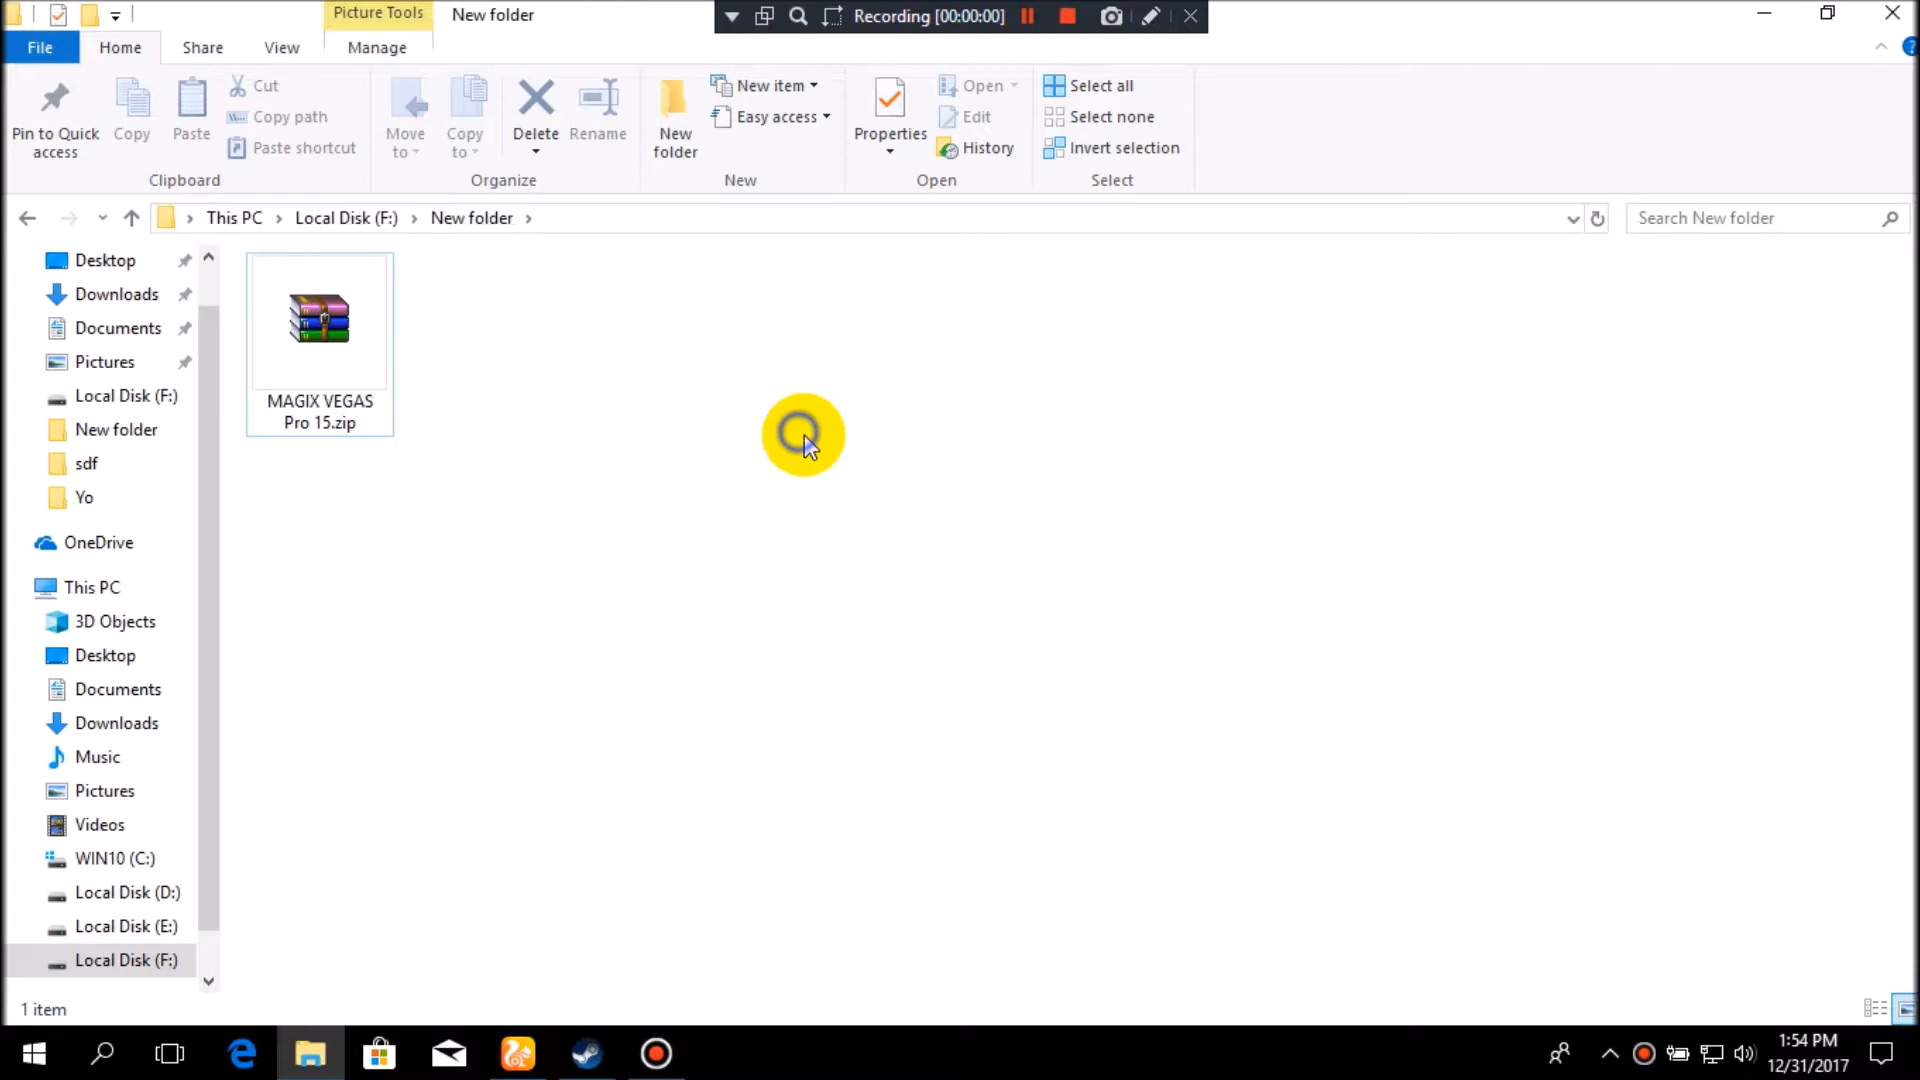 Picture Tools
New folder
Recording [00:00:00]
File
Home
Share
View
Manage
Pin to Quick access
Copy
Paste
Cut
Copy path
Paste shortcut
Clipboard
Move to
Copy to
Delete
Rename
Organize
New folder
New item
Easy access
New
Properties
Open
Edit
History
Open
Select all
Select none
Invert selection
Select
This PC > Local Disk (F:) > New folder >
Search New folder
Desktop
Downloads
Documents
Pictures
Local Disk (F:)
New folder
sdf
Yo
OneDrive
This PC
3D Objects
Desktop
Documents
Downloads
Music
Pictures
Videos
WIN10 (C:)
Local Disk (D:)
Local Disk (E:)
Local Disk (F:)
MAGIX VEGAS
Pro 15.zip
1 item
1:54 PM
12/31/2017